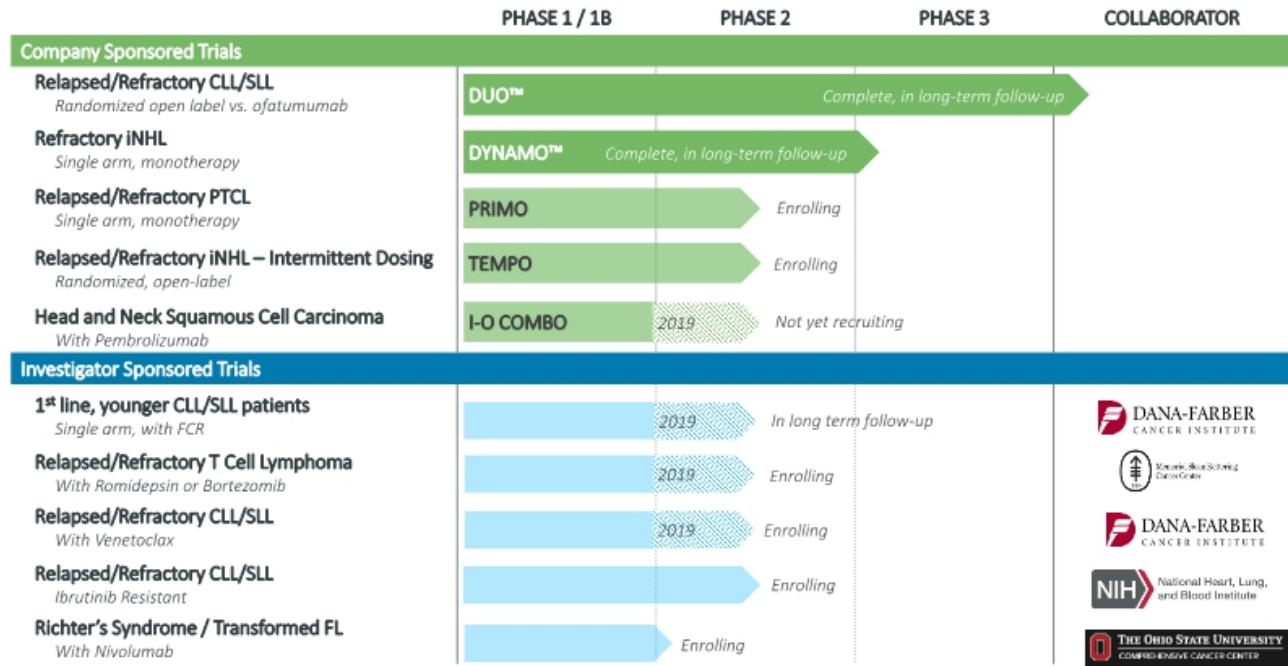 PHASE 1 / 1B PHASE 2 PHASE 3 COLLABORATOR
Company Sponsored Trials
Relapsed/Refractory CLL/SLL
Randomized open label vs. ofatumumab
DUO™ Complete, in long-term follow-up
Refractory iNHL
Single arm, monotherapy
DYNAMO™ Complete, in long-term follow-up
Relapsed/Refractory PTCL
Single arm, monotherapy
PRIMO Enrolling
Relapsed/Refractory iNHL – Intermittent Dosing
Randomized, open-label
TEMPO Enrolling
Head and Neck Squamous Cell Carcinoma
With Pembrolizumab
I-O COMBO 2019 Not yet recruiting
Investigator Sponsored Trials
1st line, younger CLL/SLL patients
Single arm, with FCR
2019 In long term follow-up
DANA-FARBER
CANCER INSTITUTE
Relapsed/Refractory T Cell Lymphoma
With Romidepsin or Bortezomib
2019 Enrolling
Memorial Sloan Kettering
Cancer Center
Relapsed/Refractory CLL/SLL
With Venetoclax
2019 Enrolling
DANA-FARBER
CANCER INSTITUTE
Relapsed/Refractory CLL/SLL
Ibrutinib Resistant
Enrolling
NIH National Heart, Lung,
and Blood Institute
Richter's Syndrome / Transformed FL
With Nivolumab
Enrolling
THE OHIO STATE UNIVERSITY
COMPREHENSIVE CANCER CENTER